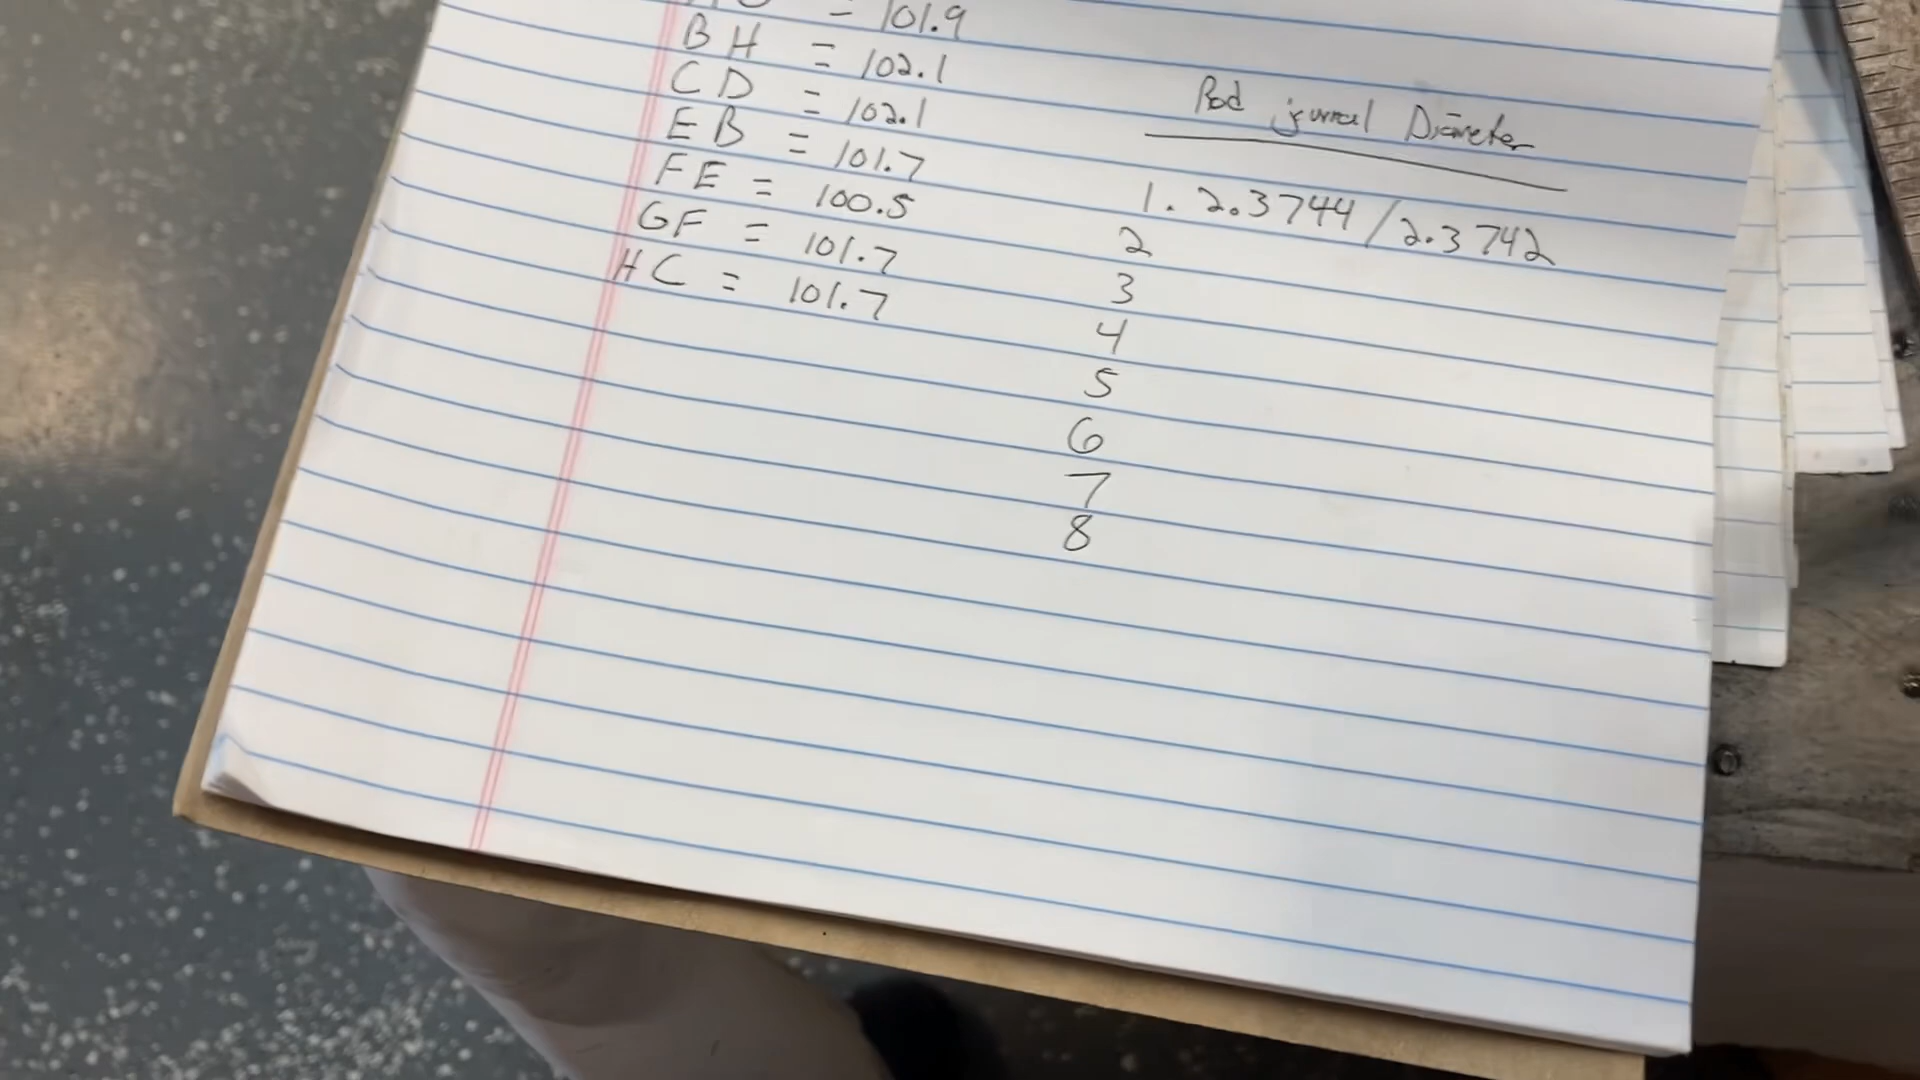 = 101.9
BH = 102.1
CD = 102.1
EB = 101.7
FE = 100.5
GF = 101.7
HC = 101.7
Rod journal Diameter
1. 2.3744/2.3742
2
3
4
5
6
7
8